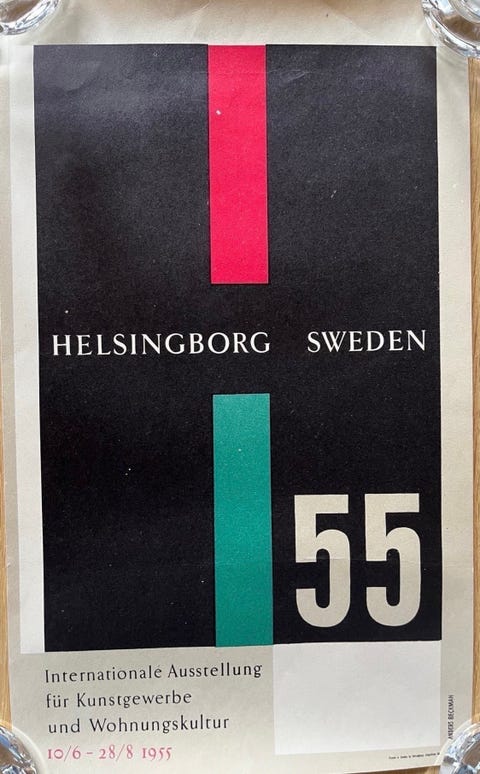 HELSINGBORG SWEDEN
55
Internationale Ausstellung
für Kunstgewerbe
und Wohnungskultur
10/6 – 28/8 1955
ANDERS BECKMAN